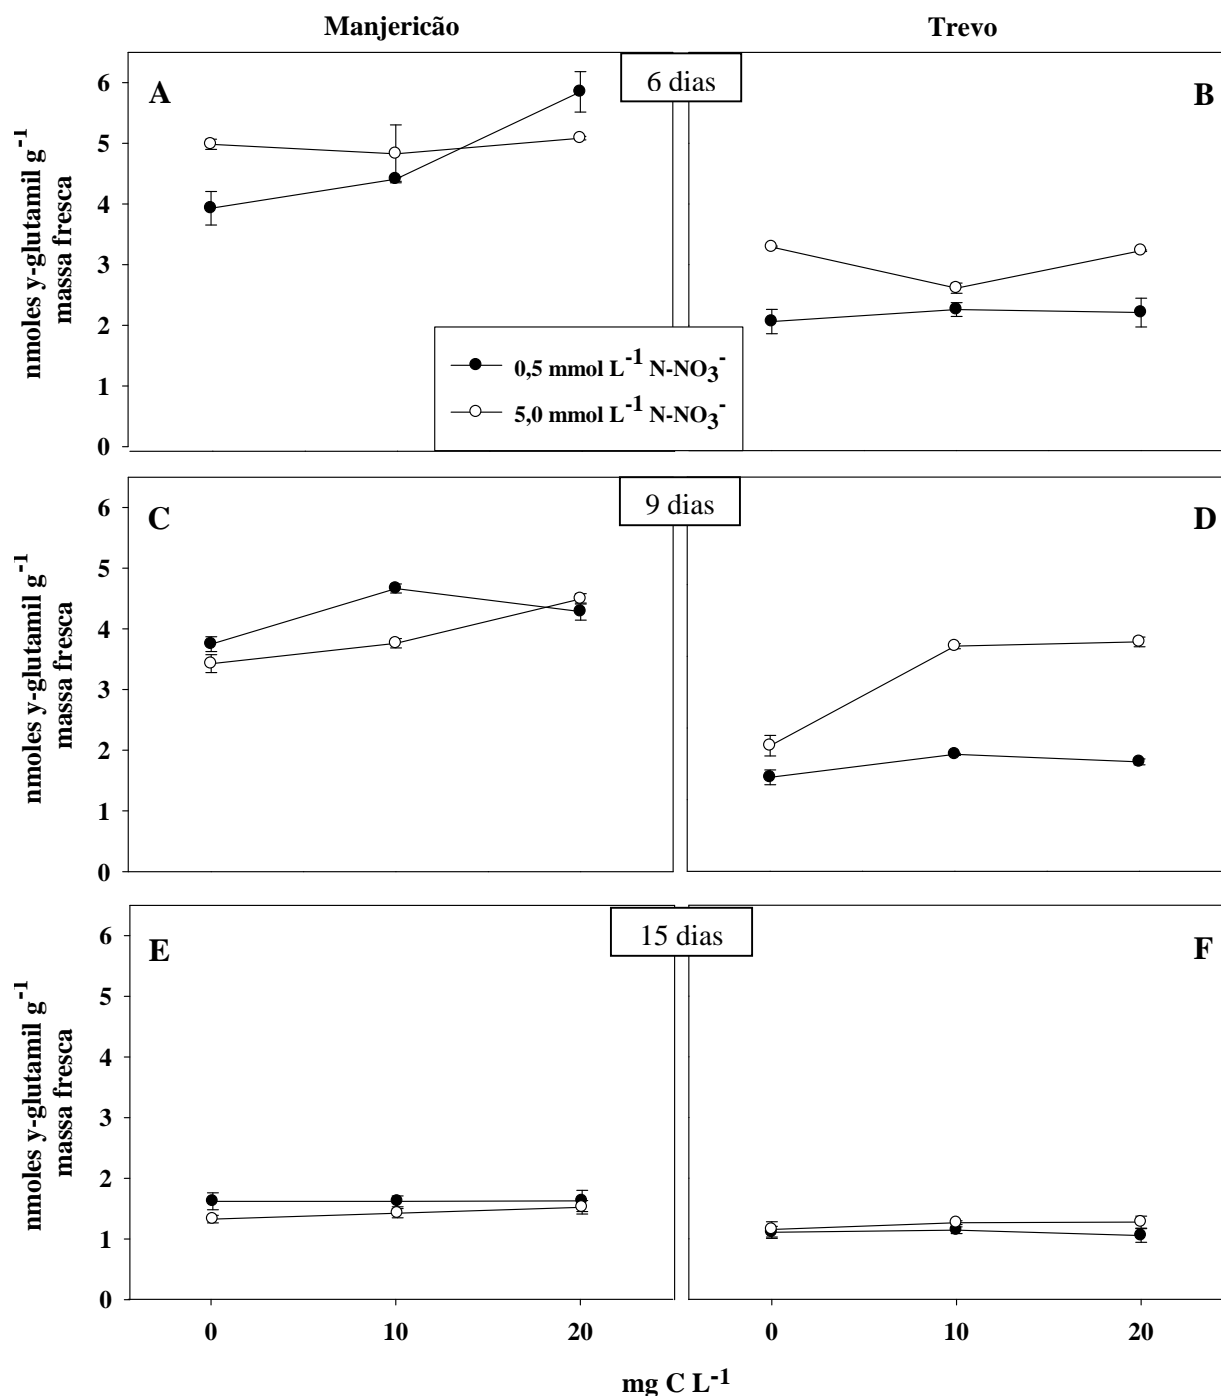 Manjericão
Trevo
6 dias
A
B
6
5
4
3
2
1
0
nmoles y-glutamil g-1
massa fresca
0,5 mmol L-1 N-NO3-
5,0 mmol L-1 N-NO3-
9 dias
C
D
6
5
4
3
2
1
0
nmoles y-glutamil g-1
massa fresca
15 dias
E
F
6
5
4
3
2
1
0
nmoles y-glutamil g-1
massa fresca
0 10 20 0 10 20
mg C L-1